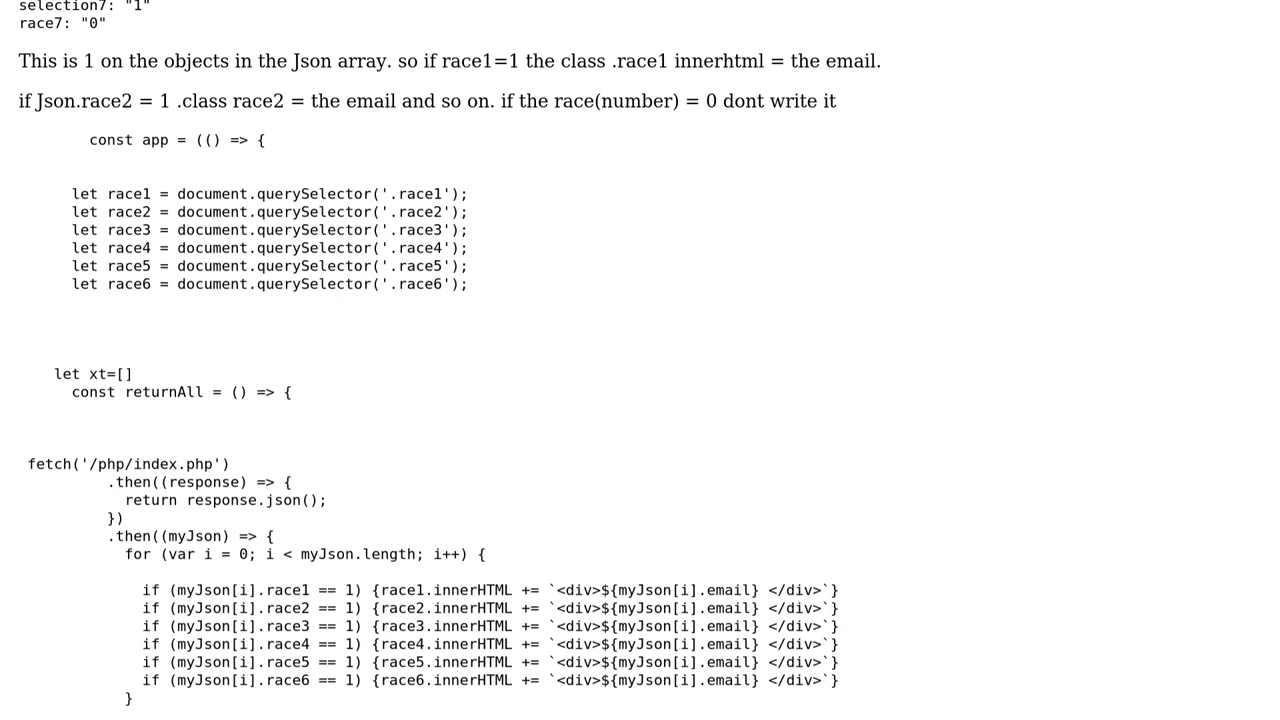 selection7: "1"
race7: "0"
This is 1 on the objects in the Json array. so if race1=1 the class .race1 innerhtml = the email.
if Json.race2 = 1 .class race2 = the email and so on. if the race(number) = 0 dont write it
const app = (() => {
let race1 = document.querySelector('.race1');
let race2 = document.querySelector('.race2');
let race3 = document.querySelector('.race3');
let race4 = document.querySelector('.race4');
let race5 = document.querySelector('.race5');
let race6 = document.querySelector('.race6');
let xt=[]
const returnAll = () => {
fetch('/php/index.php')
.then((response) => {
return response.json();
})
.then((myJson) => {
for (var i = 0; i < myJson.length; i++) {
if (myJson[i].race1 == 1) {race1.innerHTML += `<div>${myJson[i].email} </div>`}
if (myJson[i].race2 == 1) {race2.innerHTML += `<div>${myJson[i].email} </div>`}
if (myJson[i].race3 == 1) {race3.innerHTML += `<div>${myJson[i].email} </div>`}
if (myJson[i].race4 == 1) {race4.innerHTML += `<div>${myJson[i].email} </div>`}
if (myJson[i].race5 == 1) {race5.innerHTML += `<div>${myJson[i].email} </div>`}
if (myJson[i].race6 == 1) {race6.innerHTML += `<div>${myJson[i].email} </div>`}
}